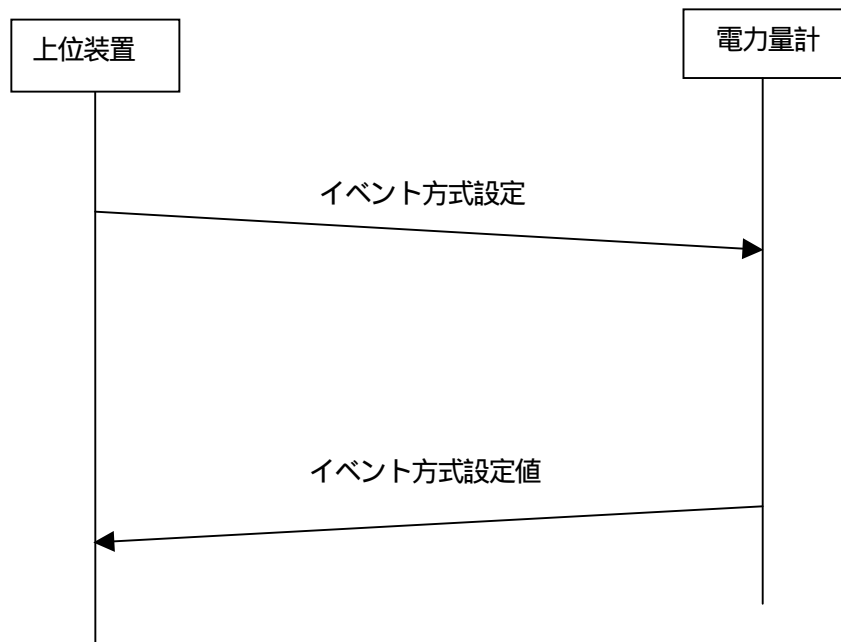 上位装置
電力量計
イベント方式設定
イベント方式設定値